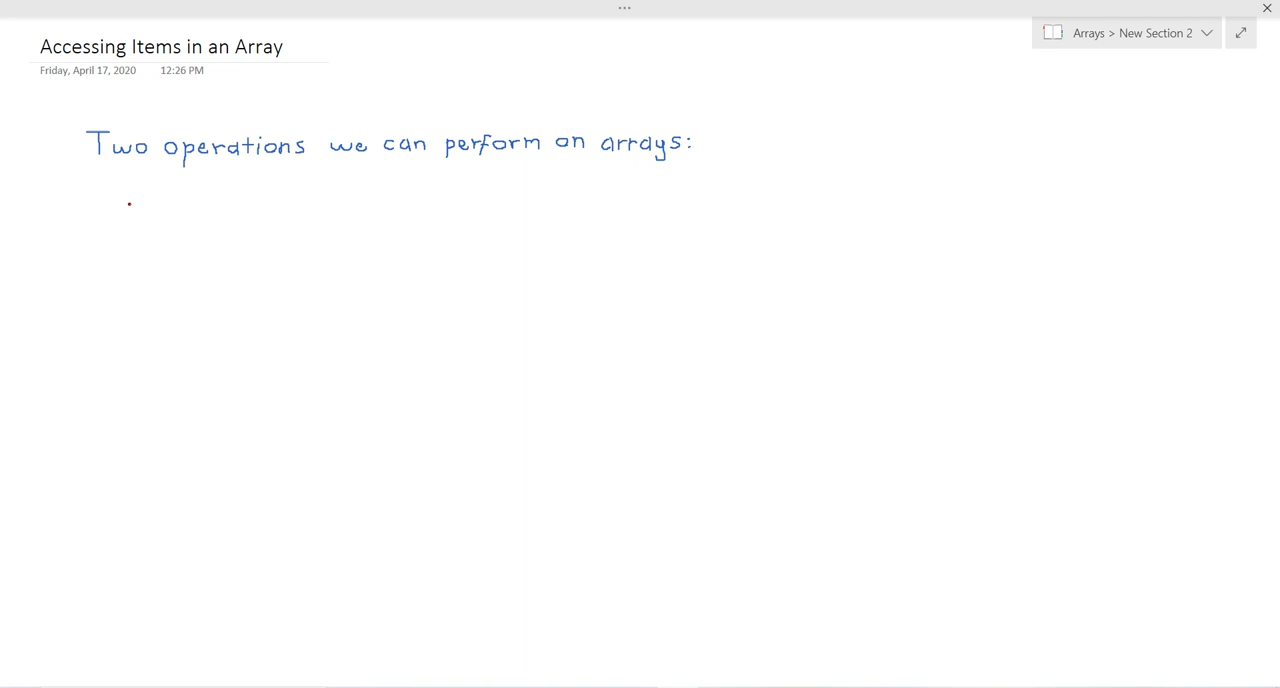 Arrays > New Section 2
Accessing Items in an Array
Friday, April 17, 2020 12:26 PM
Two operations we can perform on arrays: